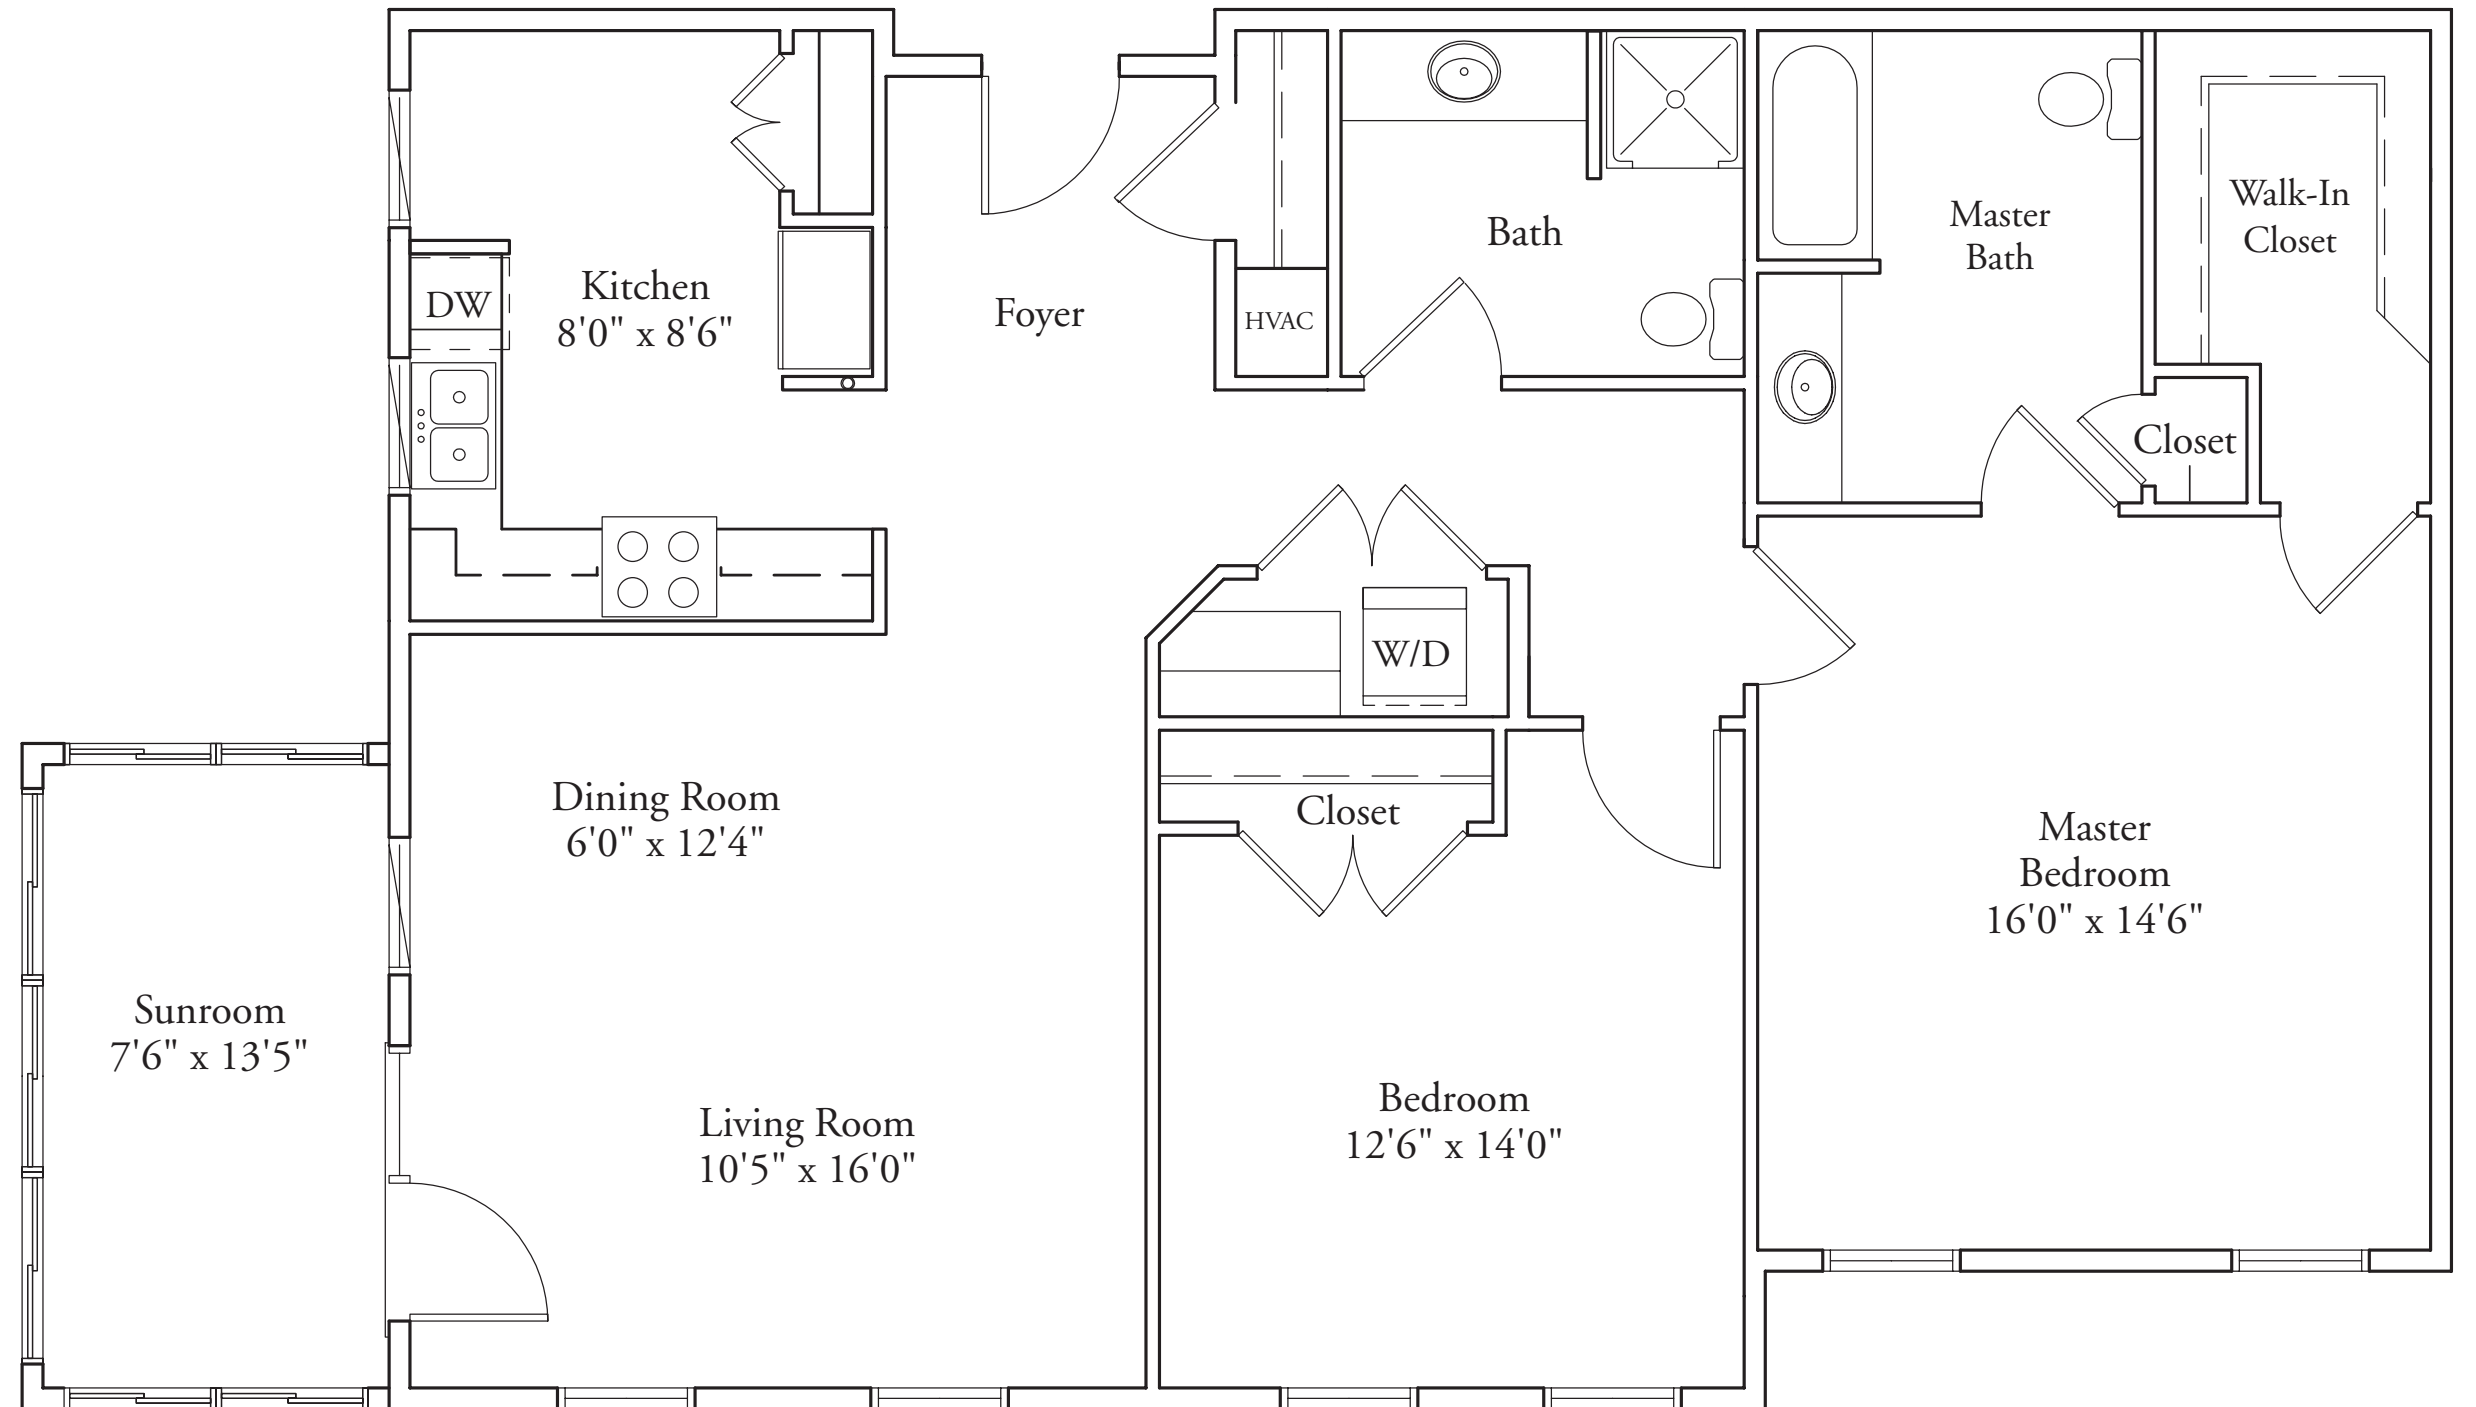 Kitchen
8'0" x 8'6"
DW
Foyer
HVAC
Bath
Master
Bath
Walk-In
Closet
Closet
W/D
Closet
Dining Room
6'0" x 12'4"
Master
Bedroom
16'0" x 14'6"
Sunroom
7'6" x 13'5"
Living Room
10'5" x 16'0"
Bedroom
12'6" x 14'0"